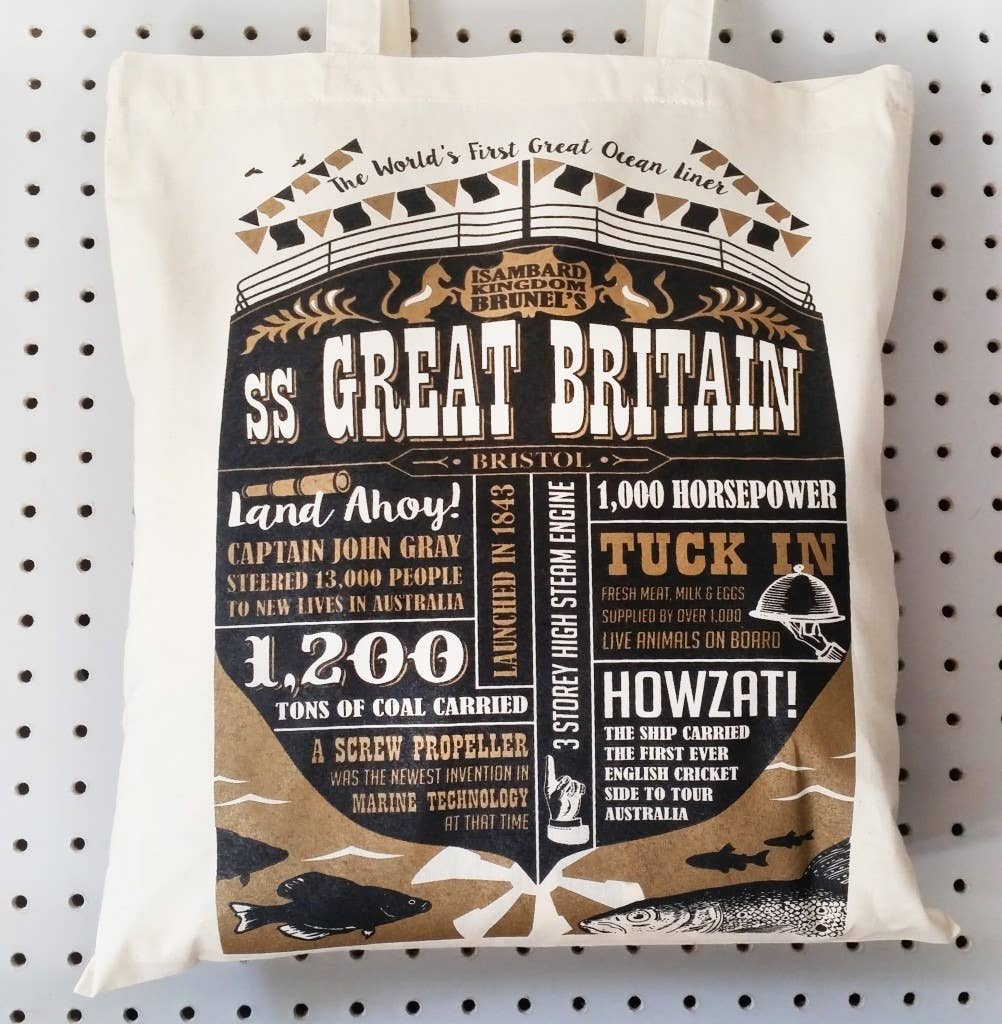 The World's First Great Ocean Liner
ISAMBARD
KINGDOM
BRUNEL'S
SS GREAT BRITAIN
BRISTOL
Land Ahoy!
CAPTAIN JOHN GRAY
STEERED 13,000 PEOPLE
TO NEW LIVES IN AUSTRALIA
1,200
TONS OF COAL CARRIED
A SCREW PROPELLER
WAS THE NEWEST INVENTION IN
MARINE TECHNOLOGY
AT THAT TIME
LAUNCHED IN 1843
3 STOREY HIGH STEAM ENGINE
1,000 HORSEPOWER
TUCK IN
FRESH MEAT, MILK & EGGS
SUPPLIED BY OVER 1,000
LIVE ANIMALS ON BOARD
HOWZAT!
THE SHIP CARRIED
THE FIRST EVER
ENGLISH CRICKET
SIDE TO TOUR
AUSTRALIA